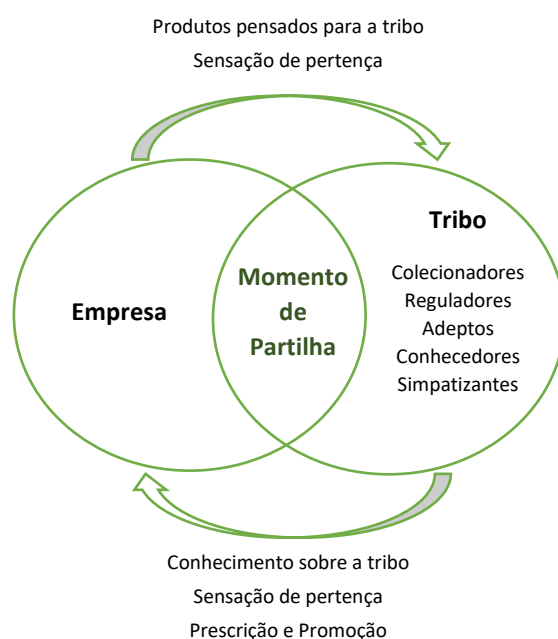 Produtos pensados para a tribo
Sensação de pertença
Tribo
Momento
de
Partilha
Empresa
Colecionadores
Reguladores
Adeptos
Conhecedores
Simpatizantes
Conhecimento sobre a tribo
Sensação de pertença
Prescrição e Promoção